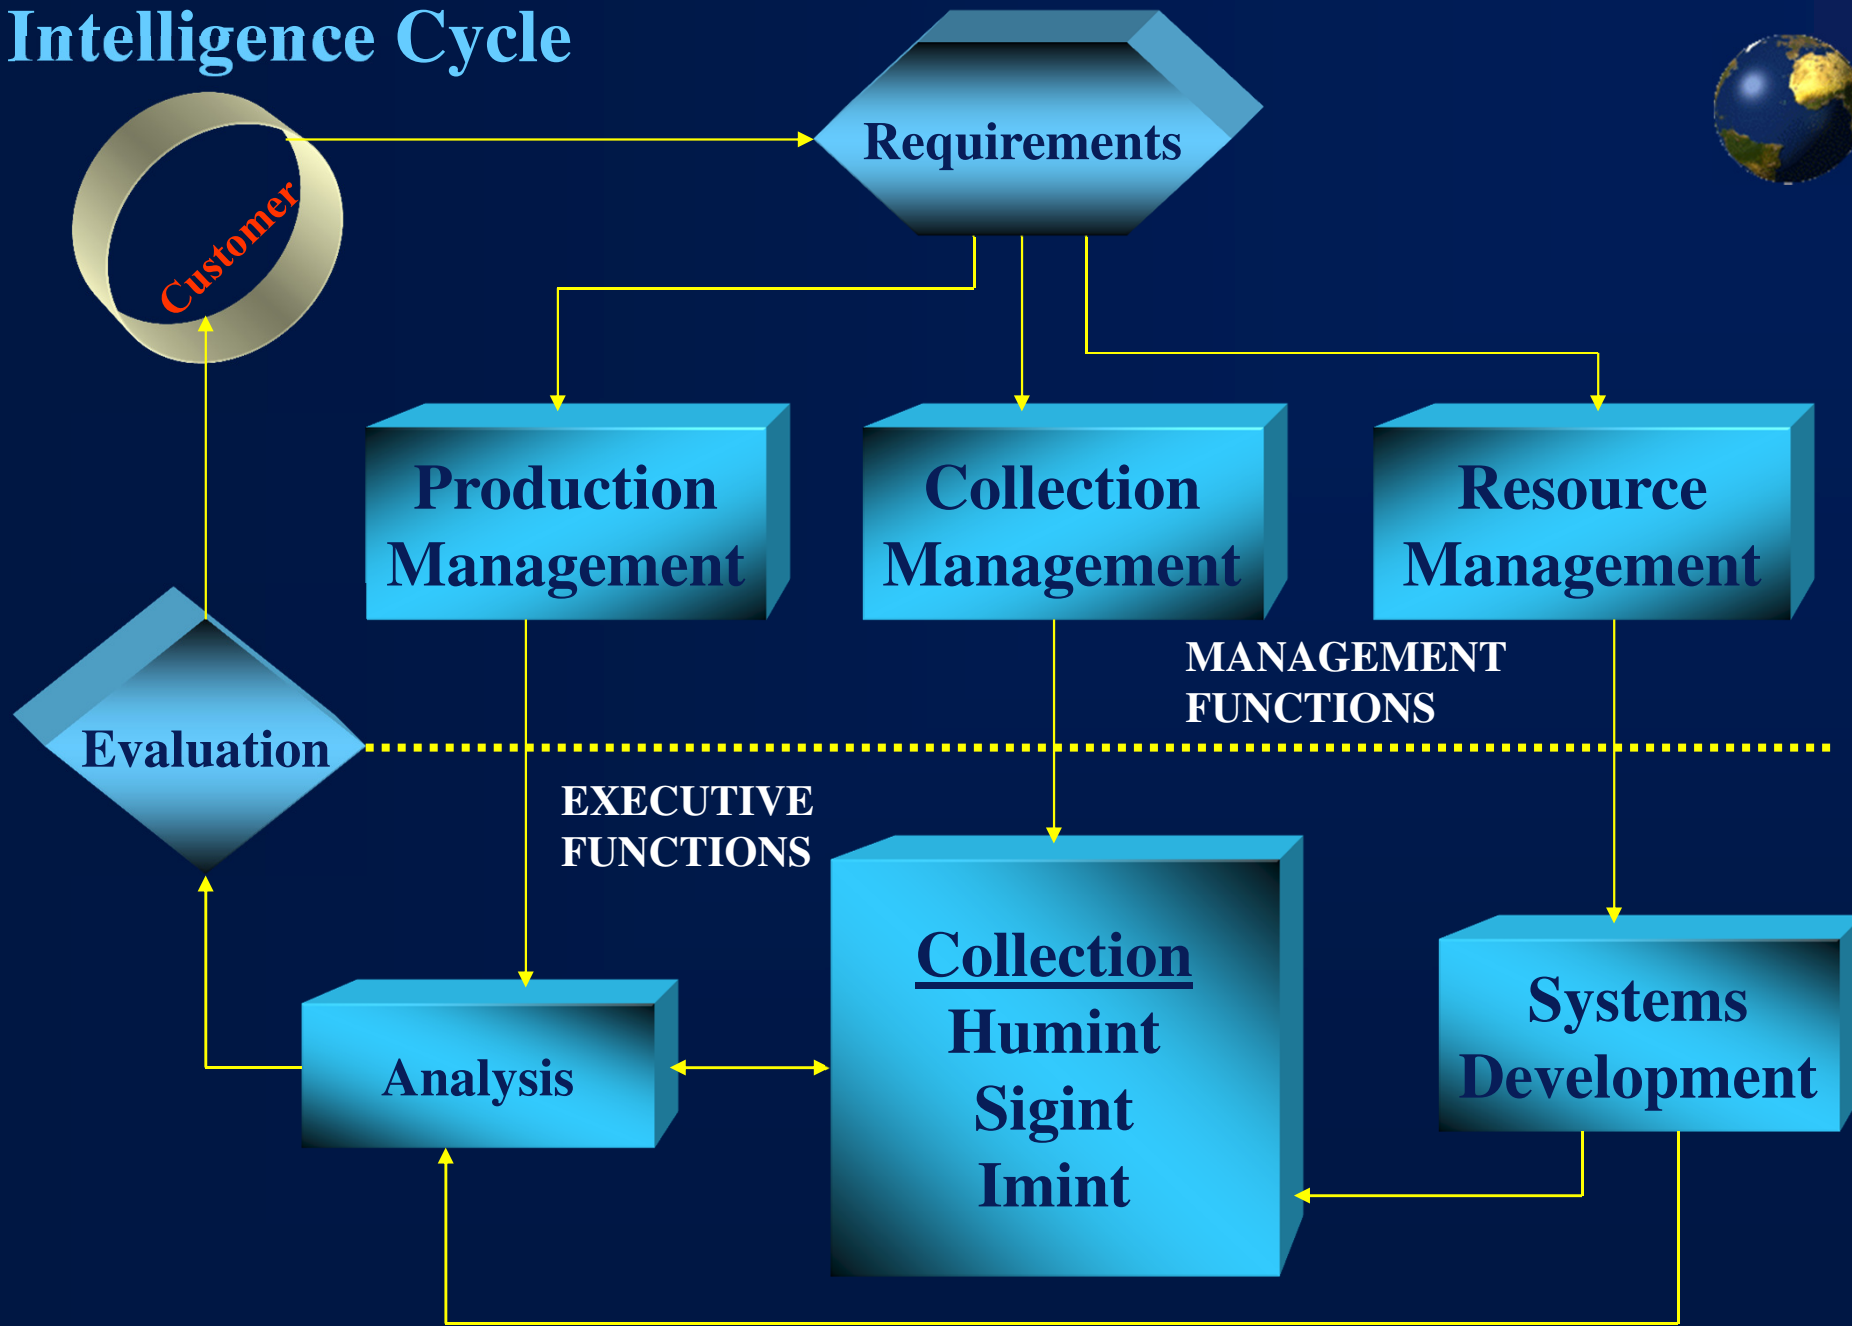 Intelligence Cycle
Requirements
Customer
Production
Management
Collection
Management
Resource
Management
MANAGEMENT
FUNCTIONS
Evaluation
EXECUTIVE
FUNCTIONS
Collection
Humint
Sigint
Imint
Systems
Development
Analysis